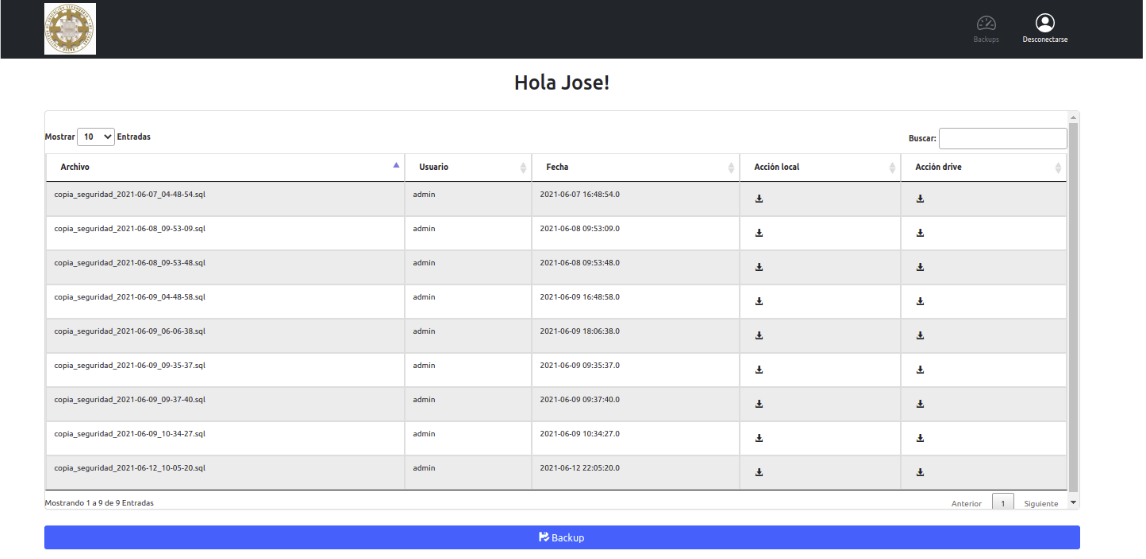 Backups
Desconectarse
Hola Jose!
Mostrar 10 Entradas
Buscar:
Archivo Usuario Fecha Acción local Acción drive
copia_seguridad_2021-06-07_04-48-54.sql admin 2021-06-07 16:48:54.0
copia_seguridad_2021-06-08_09-53-09.sql admin 2021-06-08 09:53:09.0
copia_seguridad_2021-06-08_09-53-48.sql admin 2021-06-08 09:53:48.0
copia_seguridad_2021-06-09_04-48-58.sql admin 2021-06-09 16:48:58.0
copia_seguridad_2021-06-09_06-06-38.sql admin 2021-06-09 18:06:38.0
copia_seguridad_2021-06-09_09-35-37.sql admin 2021-06-09 09:35:37.0
copia_seguridad_2021-06-09_09-37-40.sql admin 2021-06-09 09:37:40.0
copia_seguridad_2021-06-09_10-34-27.sql admin 2021-06-09 10:34:27.0
copia_seguridad_2021-06-12_10-05-20.sql admin 2021-06-12 22:05:20.0
Mostrando 1 a 9 de 9 Entradas
Anterior 1 Siguiente
Backup